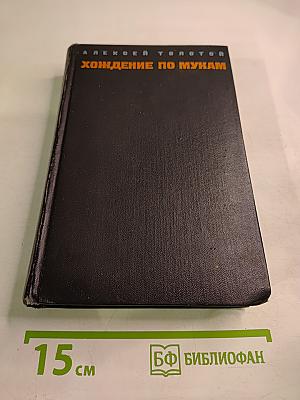 АЛЕКСЕЙ ТОЛСТОЙ
ХОЖДЕНИЕ ПО МУКАМ
15 см
БФ БИБЛИОФАН